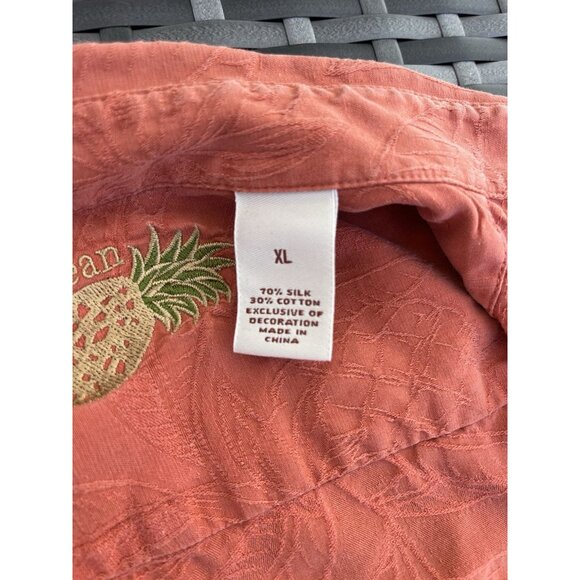 ean
XL
70% SILK
30% COTTON
EXCLUSIVE OF
DECORATION
MADE IN
CHINA